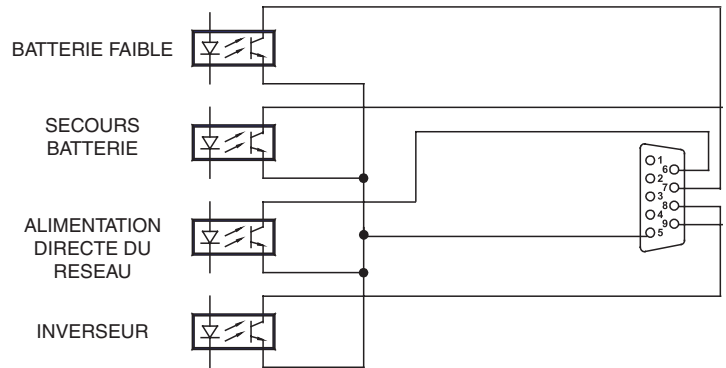 BATTERIE FAIBLE
SECOURS
BATTERIE
ALIMENTATION
DIRECTE DU
RESEAU
INVERSEUR
1
6
2
7
3
8
4
9
5